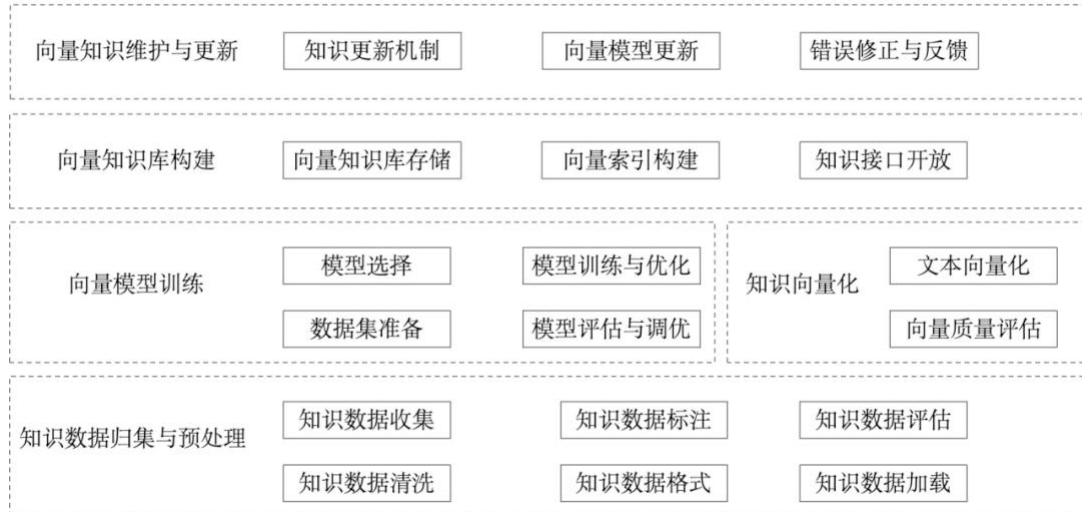 向量知识维护与更新 知识更新机制 向量模型更新 错误修正与反馈
向量知识库构建 向量知识库存储 向量索引构建 知识接口开放
向量模型训练
模型选择 模型训练与优化
数据集准备 模型评估与调优
知识向量化
文本向量化
向量质量评估
知识数据归集与预处理
知识数据收集 知识数据标注 知识数据评估
知识数据清洗 知识数据格式 知识数据加载